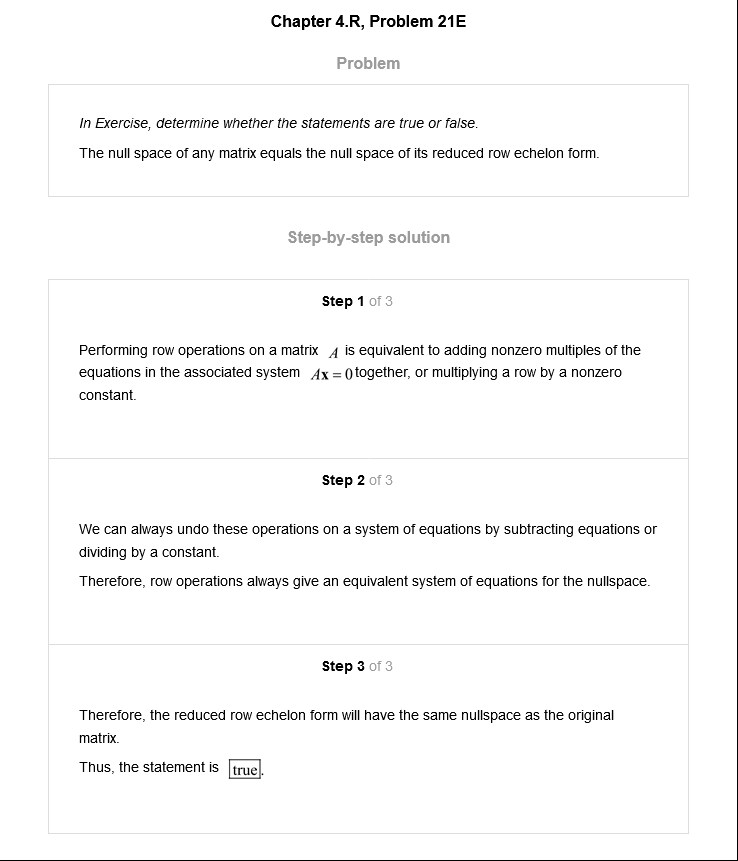 Chapter 4.R, Problem 21E
Problem
In Exercise, determine whether the statements are true or false.
The null space of any matrix equals the null space of its reduced row echelon form.
Step-by-step solution
Step 1 of 3
Performing row operations on a matrix A is equivalent to adding nonzero multiples of the
equations in the associated system Ax = 0 together, or multiplying a row by a nonzero
constant.
Step 2 of 3
We can always undo these operations on a system of equations by subtracting equations or
dividing by a constant.
Therefore, row operations always give an equivalent system of equations for the nullspace.
Step 3 of 3
Therefore, the reduced row echelon form will have the same nullspace as the original
matrix.
Thus, the statement is true.